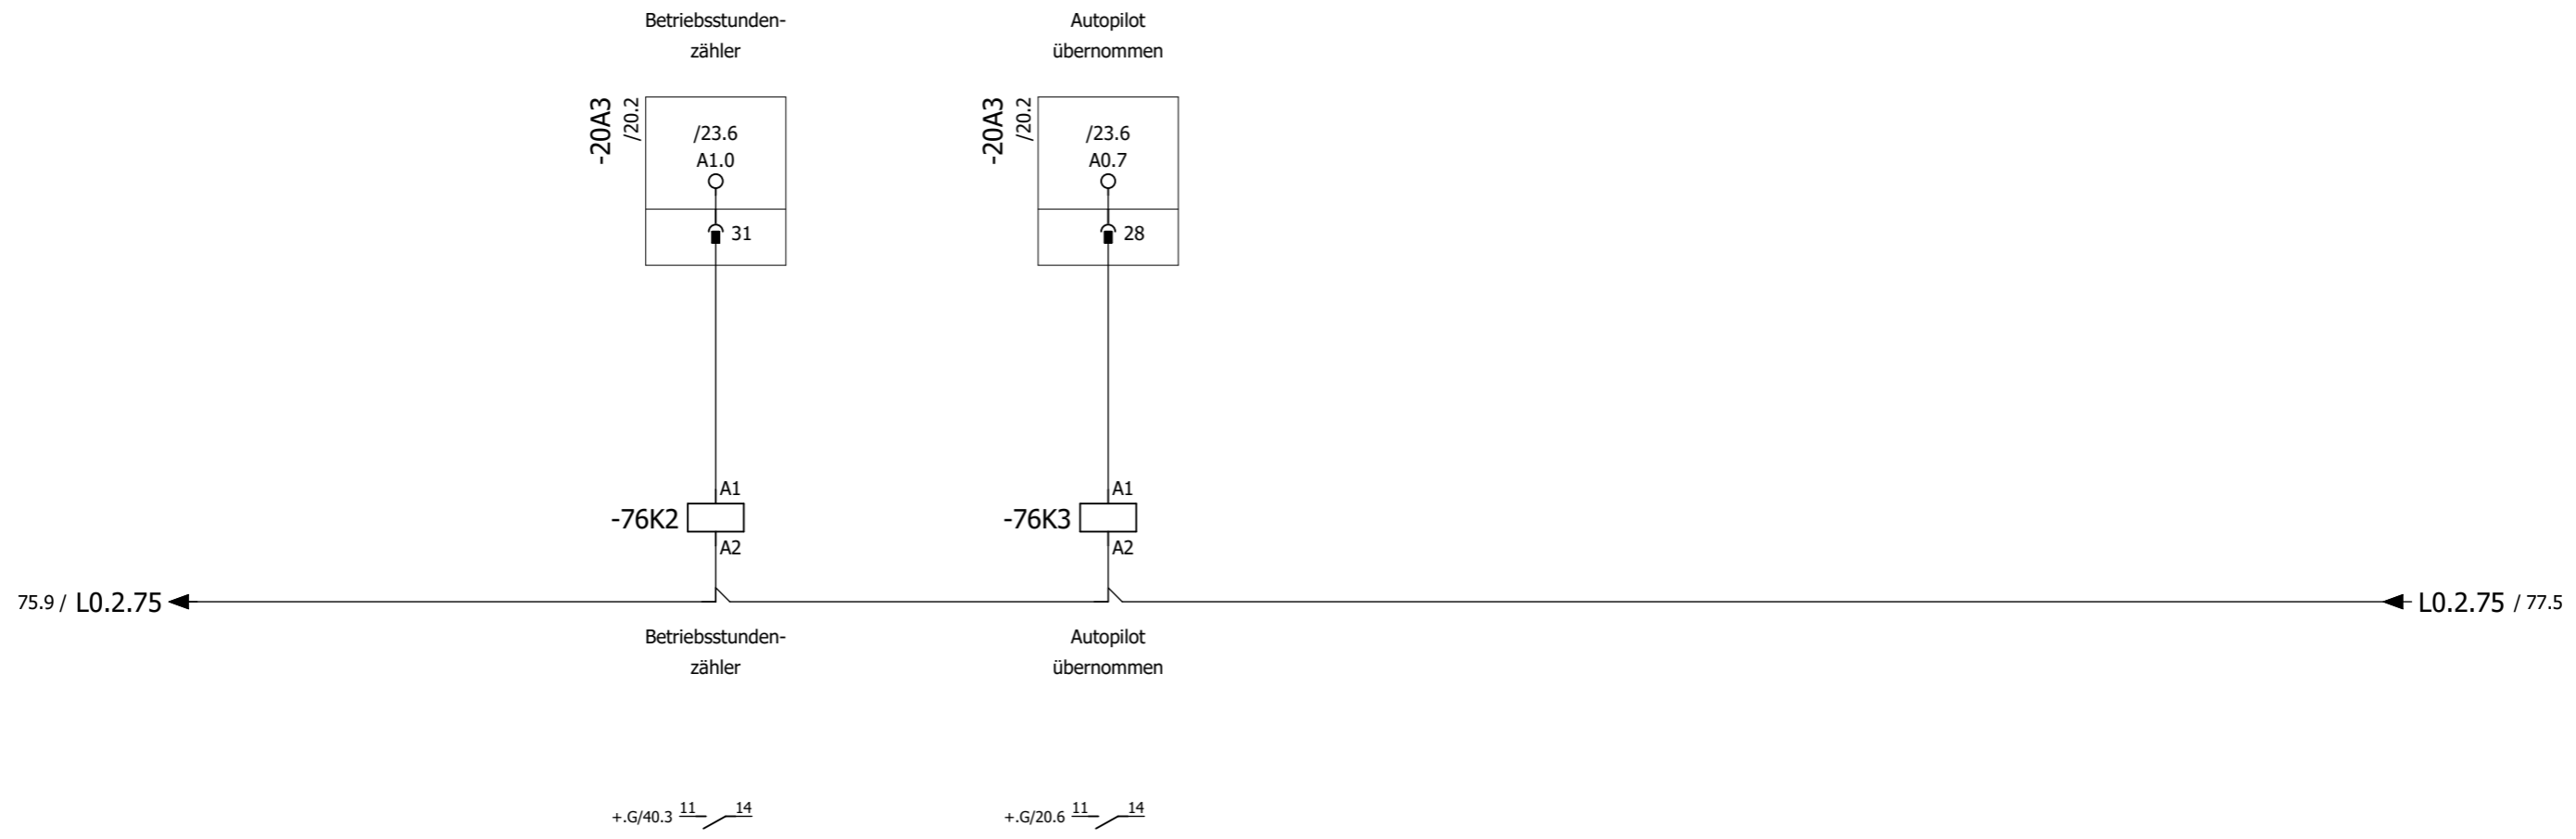 Betriebsstunden-
zähler
Autopilot
übernommen
-20A3
/20.2
/23.6
A1.0
31
-20A3
/20.2
/23.6
A0.7
28
A1
-76K2
A2
A1
-76K3
A2
75.9 / L0.2.75
L0.2.75 / 77.5
Betriebsstunden-
zähler
Autopilot
übernommen
+.G/40.3 11 14
+.G/20.6 11 14